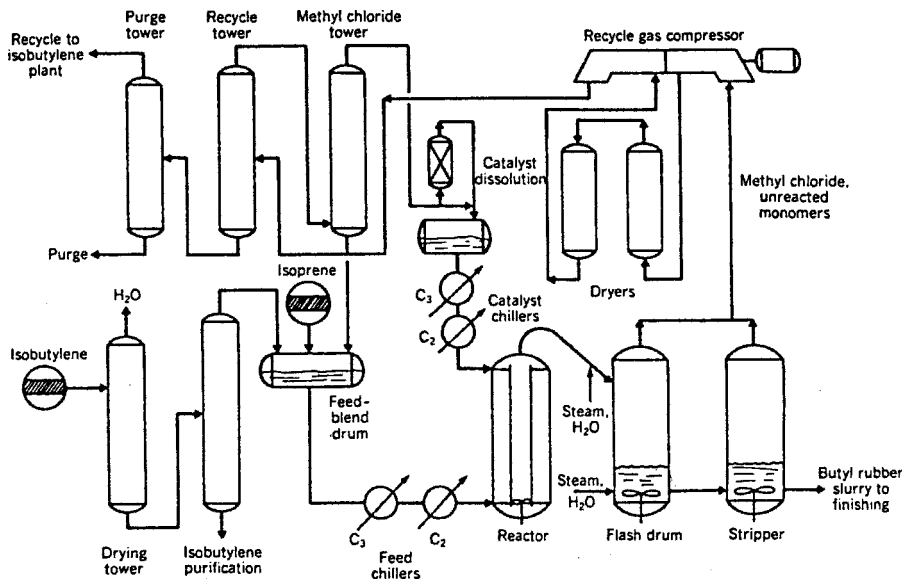 Purge
tower
Recycle
tower
Methyl chloride
tower
Recycle to
isobutylene
plant
Recycle gas compressor
Catalyst
dissolution
Methyl chloride,
unreacted
monomers
Purge
Isoprene
Dryers
H₂O
C₃
Catalyst
chillers
C₂
Isobutylene
Feed-
blend
drum
Steam,
H₂O
Steam,
H₂O
Butyl rubber
slurry to
finishing
Drying
tower
Isobutylene
purification
C₃
C₂
Feed
chillers
Reactor
Flash drum
Stripper